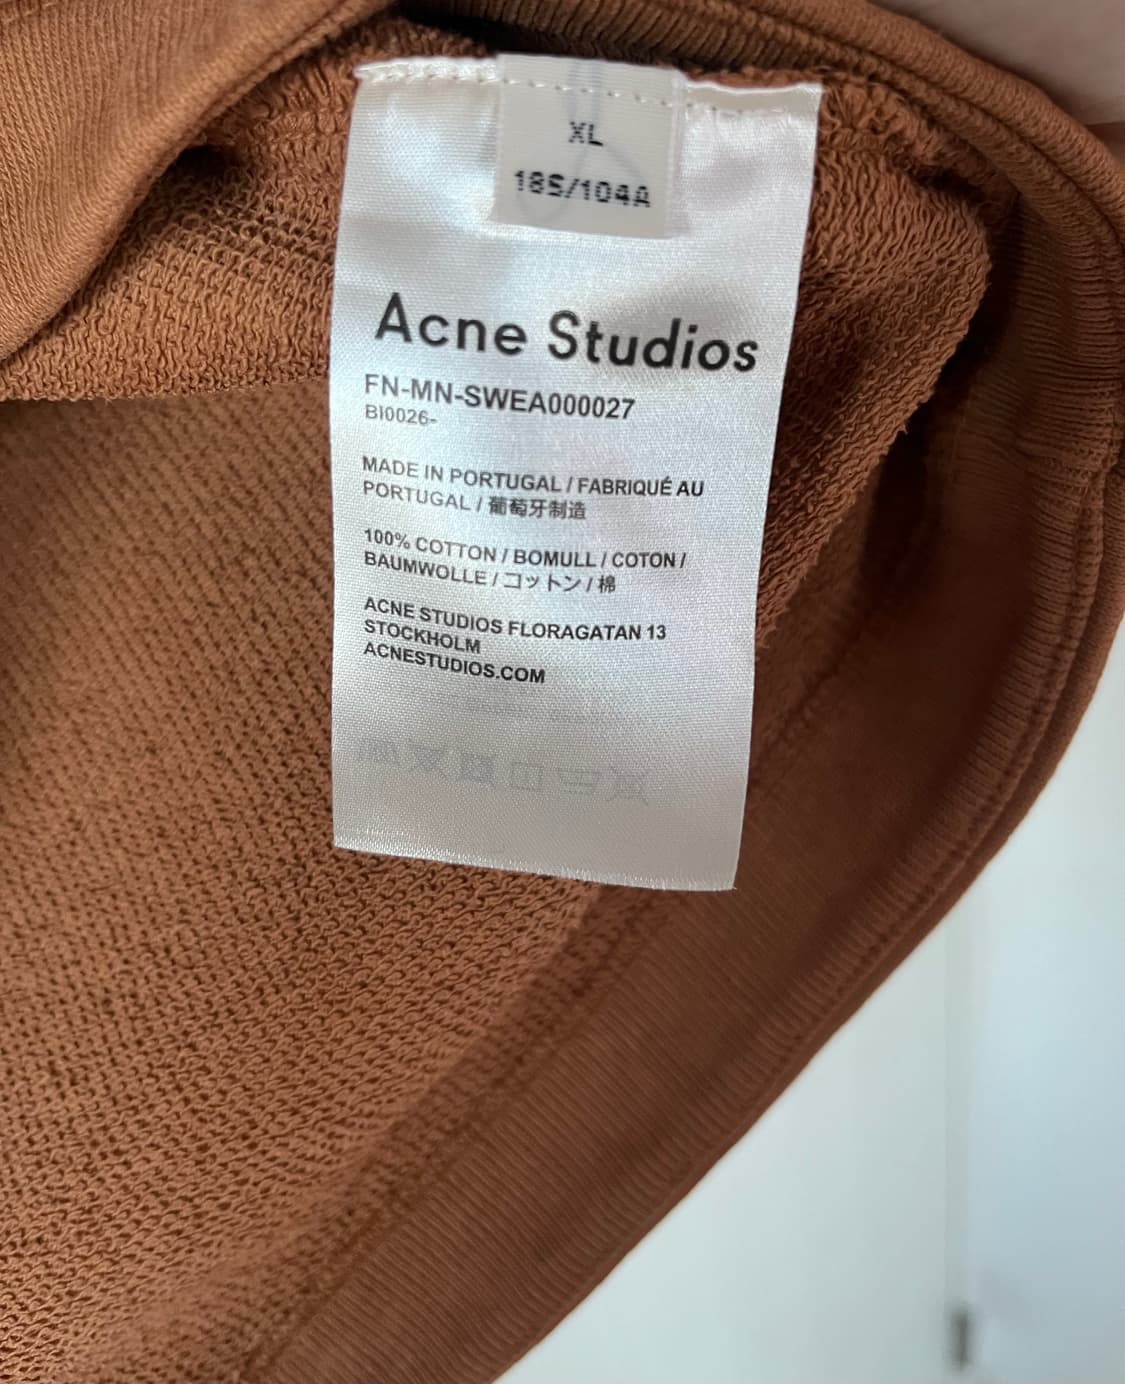 XL
185/104A
Acne Studios
FN-MN-SWEA000027
BI0026-
MADE IN PORTUGAL / FABRIQUÉ AU
PORTUGAL / 葡萄牙制造
100% COTTON / BOMULL / COTON /
BAUMWOLLE / コットン / 棉
ACNE STUDIOS FLORAGATAN 13
STOCKHOLM
ACNESTUDIOS.COM